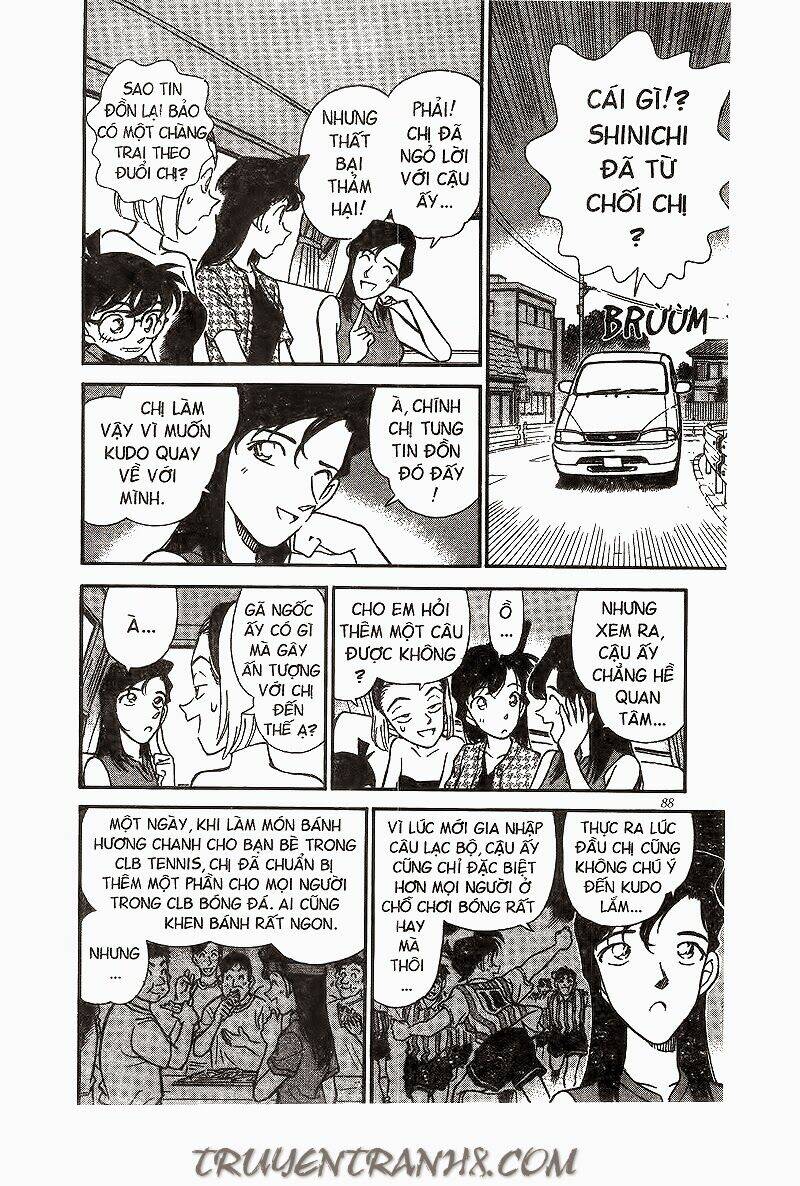 CÁI GÌ!?
SHINICHI
ĐÃ TỪ
CHỐI CHỊ
?
BRỪỪM
PHẢI!
CHỊ ĐÃ
NGỎ LỜI
VỚI CẬU
ẤY...
NHƯNG
THẤT
BẠI
THẢM
HẠI!
SAO TIN
ĐỒN LẠI BẢO
CÓ MỘT CHÀNG
TRAI THEO
ĐUỔI CHỊ?
À, CHÍNH
CHỊ TUNG
TIN ĐỒN
ĐÓ ĐẤY
!
CHỊ LÀM
VẬY VÌ MUỐN
KUDO QUAY
VỀ VỚI
MÌNH.
NHƯNG
XEM RA,
CẬU ẤY
CHẲNG HỀ
QUAN
TÂM...
Ồ
...
CHO EM HỎI
THÊM MỘT CÂU
ĐƯỢC KHÔNG
?
GÃ NGỐC
ẤY CÓ GÌ
MÀ GÂY
ẤN TƯỢNG
VỚI CHỊ
ĐẾN
THẾ Ạ?
À...
88
THỰC RA LÚC
ĐẦU CHỊ CŨNG
KHÔNG CHÚ Ý
ĐẾN KUDO
LẮM...
VÌ LÚC MỚI GIA NHẬP
CÂU LẠC BỘ, CẬU ẤY
CŨNG CHỈ ĐẶC BIỆT
HƠN MỌI NGƯỜI Ở
CHỖ CHƠI BÓNG RẤT
HAY
MÀ
THÔI
...
MỘT NGÀY, KHI LÀM MÓN BÁNH
HƯƠNG CHANH CHO BẠN BÈ TRONG
CLB TENNIS, CHỊ ĐÃ CHUẨN BỊ
THÊM MỘT PHẦN CHO MỌI NGƯỜI
TRONG CLB BÓNG ĐÁ. AI CŨNG
KHEN BÁNH RẤT NGON.
NHƯNG
...
TRUYENTRANH8.COM